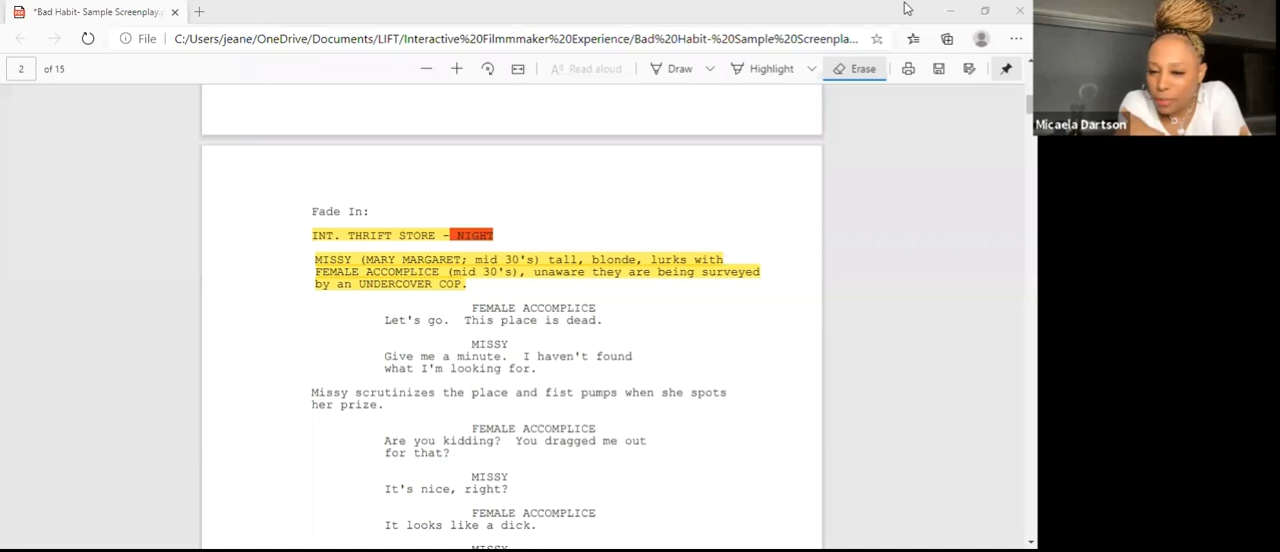 *Bad Habit- Sample Screenplay.
File
C:/Users/jeane/OneDrive/Documents/LIFT/Interactive%20Filmmmaker%20Experience/Bad%20Habit-%20Sample%20Screenpla...
2 of 15
Read aloud
Draw
Highlight
Erase
Micaela Dartson
Fade In:
INT. THRIFT STORE - NIGHT
MISSY (MARY MARGARET; mid 30's) tall, blonde, lurks with
FEMALE ACCOMPLICE (mid 30's), unaware they are being surveyed
by an UNDERCOVER COP.
FEMALE ACCOMPLICE
Let's go. This place is dead.
MISSY
Give me a minute. I haven't found
what I'm looking for.
Missy scrutinizes the place and fist pumps when she spots
her prize.
FEMALE ACCOMPLICE
Are you kidding? You dragged me out
for that?
MISSY
It's nice, right?
FEMALE ACCOMPLICE
It looks like a dick.
MISSY